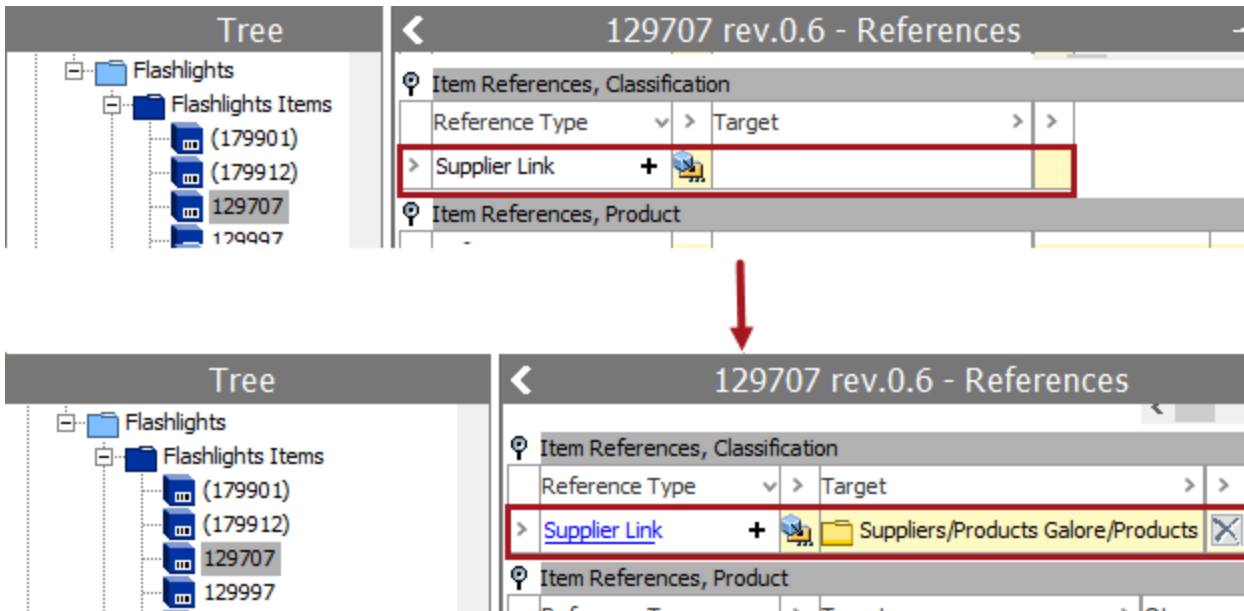 Tree
129707 rev.0.6 - References
Flashlights
Flashlights Items
(179901)
(179912)
129707
129997
Item References, Classification
Reference Type > Target > >
> Supplier Link +
Item References, Product
Tree
129707 rev.0.6 - References
Flashlights
Flashlights Items
(179901)
(179912)
129707
129997
Item References, Classification
Reference Type > Target > >
> Supplier Link + Suppliers/Products Galore/Products
Item References, Product